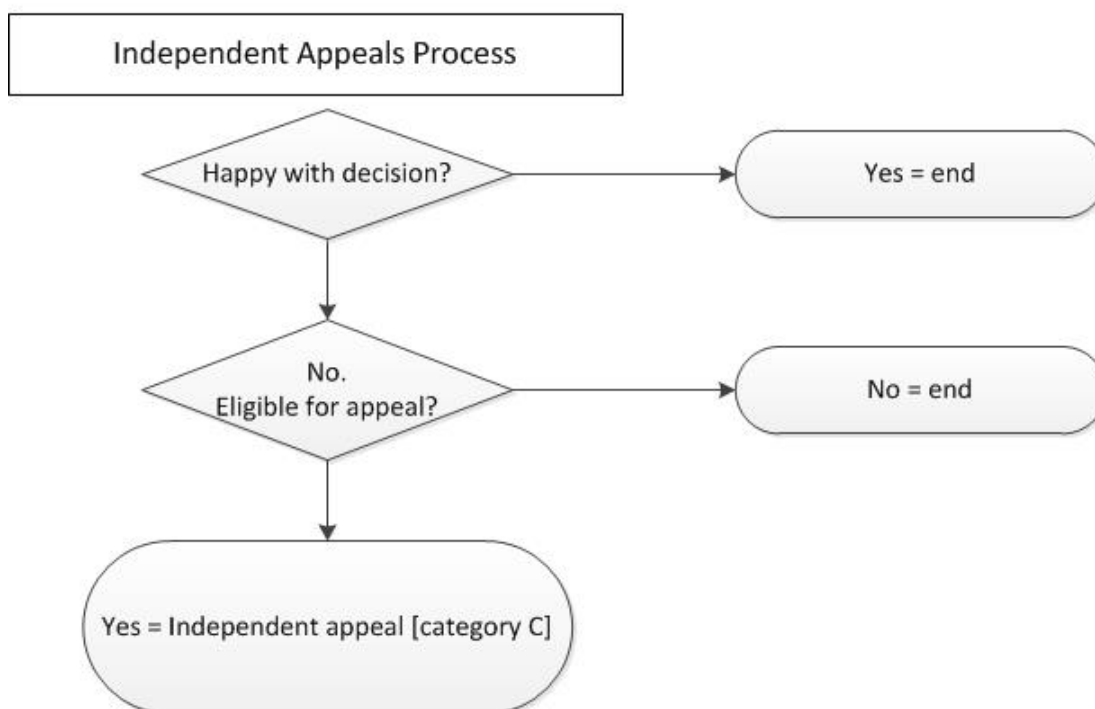 Independent Appeals Process
Happy with decision?
Yes = end
No.
Eligible for appeal?
No = end
Yes = Independent appeal [category C]